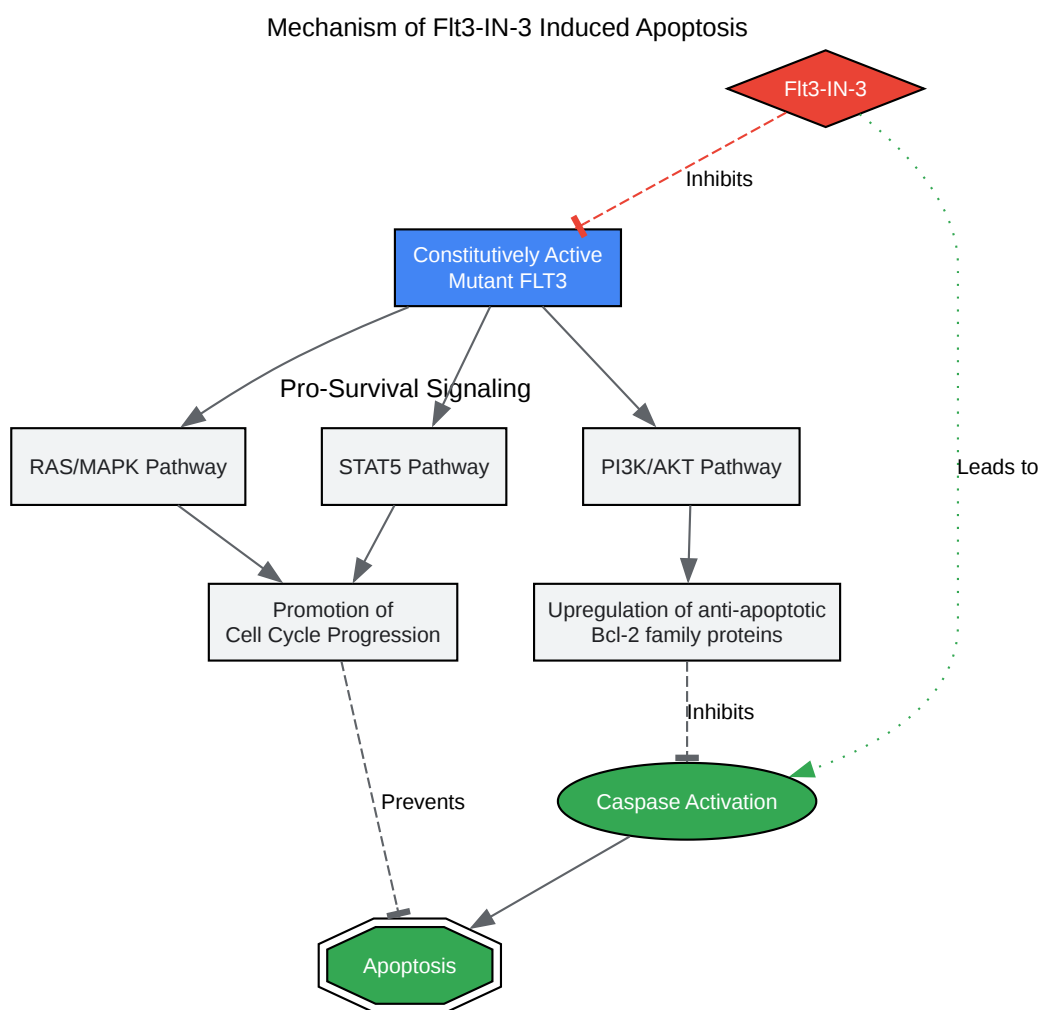 Mechanism of Flt3-IN-3 Induced Apoptosis
Flt3-IN-3
Inhibits
Constitutively Active
Mutant FLT3
Pro-Survival Signaling
RAS/MAPK Pathway
STAT5 Pathway
PI3K/AKT Pathway
Leads to
Promotion of
Cell Cycle Progression
Upregulation of anti-apoptotic
Bcl-2 family proteins
Inhibits
Prevents
Caspase Activation
Apoptosis